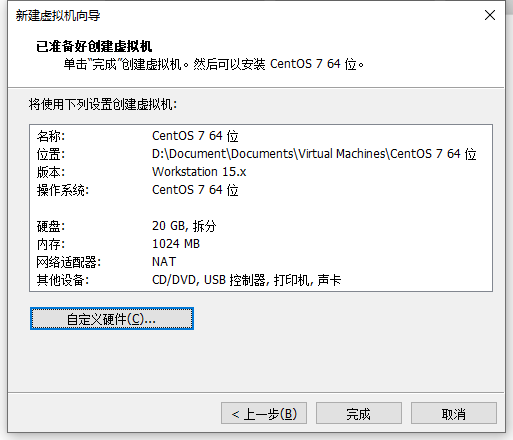 新建虚拟机向导
已准备好创建虚拟机
单击“完成”创建虚拟机。然后可以安装 CentOS 7 64 位。
将使用下列设置创建虚拟机:
名称: CentOS 7 64 位
位置: D:\Document\Documents\Virtual Machines\CentOS 7 64 位
版本: Workstation 15.x
操作系统: CentOS 7 64 位
硬盘: 20 GB, 拆分
内存: 1024 MB
网络适配器: NAT
其他设备: CD/DVD, USB 控制器, 打印机, 声卡
自定义硬件(C)...
< 上一步(B) 完成 取消